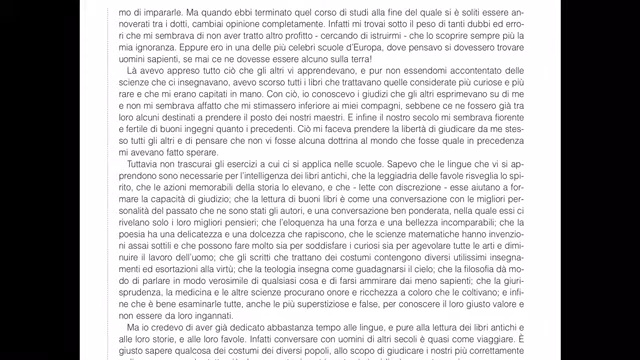 mo di impararle. Ma quando ebbi terminato quel corso di studi alla fine del quale si è soliti essere an-
noverati tra i dotti, cambiai opinione completamente. Infatti mi trovai sotto il peso di tanti dubbi ed erro-
ri che mi sembrava di non aver tratto altro profitto - cercando di istruirmi - che lo scoprire sempre più la
mia ignoranza. Eppure ero in una delle più celebri scuole d'Europa, dove pensavo si dovessero trovare
uomini sapienti, se mai ce ne dovesse essere alcuno sulla terra!
Là avevo appreso tutto ciò che gli altri vi apprendevano, e pur non essendomi accontentato delle
scienze che ci insegnavano, avevo scorso tutti i libri che trattavano quelle considerate più curiose e più
rare e che mi erano capitati in mano. Con ciò, io conoscevo i giudizi che gli altri esprimevano su di me
e non mi sembrava affatto che mi stimassero inferiore ai miei compagni, sebbene ce ne fossero già tra
loro alcuni destinati a prendere il posto dei nostri maestri. E infine il nostro secolo mi sembrava fiorente
e fertile di buoni ingegni quanto i precedenti. Ciò mi faceva prendere la libertà di giudicare da me stes-
so tutti gli altri e di pensare che non vi fosse alcuna dottrina al mondo che fosse quale in precedenza
mi avevano fatto sperare.
Tuttavia non trascurai gli esercizi a cui ci si applica nelle scuole. Sapevo che le lingue che vi si ap-
prendono sono necessarie per l'intelligenza dei libri antichi, che la leggiadria delle favole risveglia lo spi-
rito, che le azioni memorabili della storia lo elevano, e che - lette con discrezione - esse aiutano a for-
mare la capacità di giudizio; che la lettura di buoni libri è come una conversazione con le migliori per-
sonalità del passato che ne sono stati gli autori, e una conversazione ben ponderata, nella quale essi ci
rivelano solo i loro migliori pensieri; che l'eloquenza ha una forza e una bellezza incomparabili; che la
poesia ha una delicatezza e una dolcezza che rapiscono, che le scienze matematiche hanno invenzio-
ni assai sottili e che possono fare molto sia per soddisfare i curiosi sia per agevolare tutte le arti e dimi-
nuire il lavoro dell'uomo; che gli scritti che trattano dei costumi contengono diversi utilissimi insegna-
menti ed esortazioni alla virtù; che la teologia insegna come guadagnarsi il cielo; che la filosofia dà mo-
do di parlare in modo verosimile di qualsiasi cosa e di farsi ammirare dai meno sapienti; che la giuri-
sprudenza, la medicina e le altre scienze procurano onore e ricchezza a coloro che le coltivano; e infi-
ne che è bene esaminarle tutte, anche le più superstiziose e false, per conoscere il loro giusto valore e
non essere da loro ingannati.
Ma io credevo di aver già dedicato abbastanza tempo alle lingue, e pure alla lettura dei libri antichi e
alle loro storie, e alle loro favole. Infatti conversare con uomini di altri secoli è quasi come viaggiare. È
giusto sapere qualcosa dei costumi dei diversi popoli, allo scopo di giudicare i nostri più correttamente